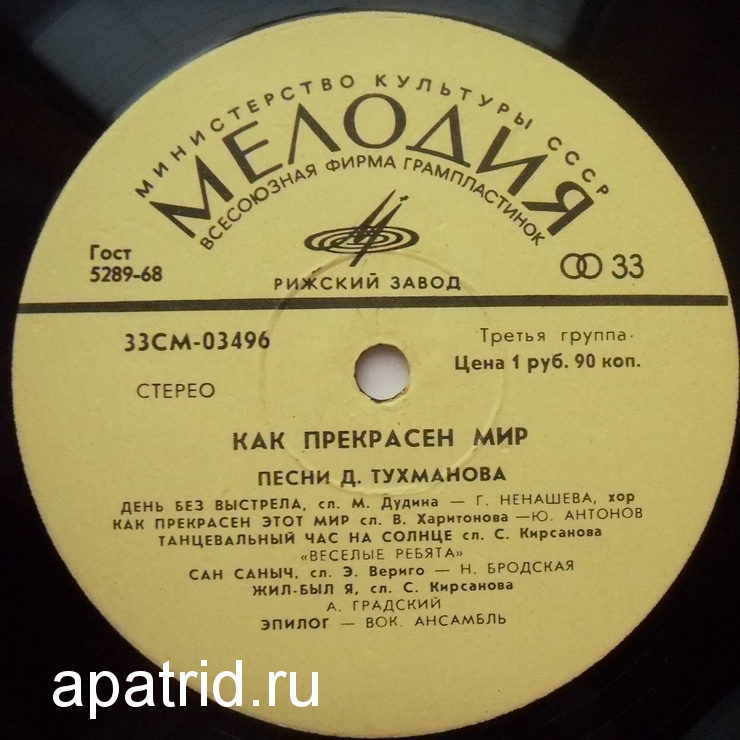 МИНИСТЕРСТВО КУЛЬТУРЫ СССР
МЕЛОДИЯ
ВСЕСОЮЗНАЯ ФИРМА ГРАМПЛАСТИНОК
Гост
5289-68
33
РИЖСКИЙ ЗАВОД
33СМ-03496
Третья группа.
Цена 1 руб. 90 коп.
СТЕРЕО
КАК ПРЕКРАСЕН МИР
ПЕСНИ Д. ТУХМАНОВА
ДЕНЬ БЕЗ ВЫСТРЕЛА, сл. М. Дудина — Г. НЕНАШЕВА, хор
КАК ПРЕКРАСЕН ЭТОТ МИР сл. В. Харитонова —Ю. АНТОНОВ
ТАНЦЕВАЛЬНЫЙ ЧАС НА СОЛНЦЕ сл. С. Кирсанова
«ВЕСЕЛЫЕ РЕБЯТА»
САН САНЫЧ, сл. Э. Вериго — Н. БРОДСКАЯ
ЖИЛ-БЫЛ Я, сл. С. Кирсанова
А. ГРАДСКИЙ
ЭПИЛОГ — ВОК. АНСАМБЛЬ
apatrid.ru